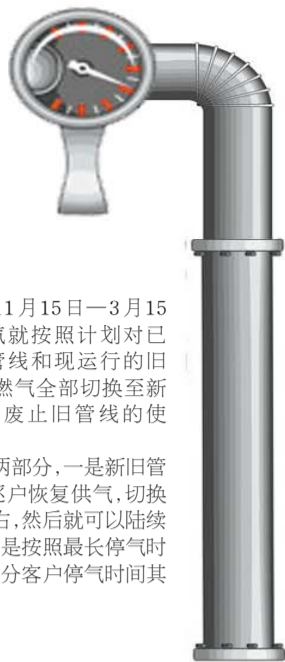 11月15日—3月15
气就按照计划对已
管线和现运行的旧
燃气全部切换至新
废止旧管线的使
两部分,一是新旧管
逐户恢复供气,切换
右,然后就可以陆续
是按照最长停气时
分客户停气时间其